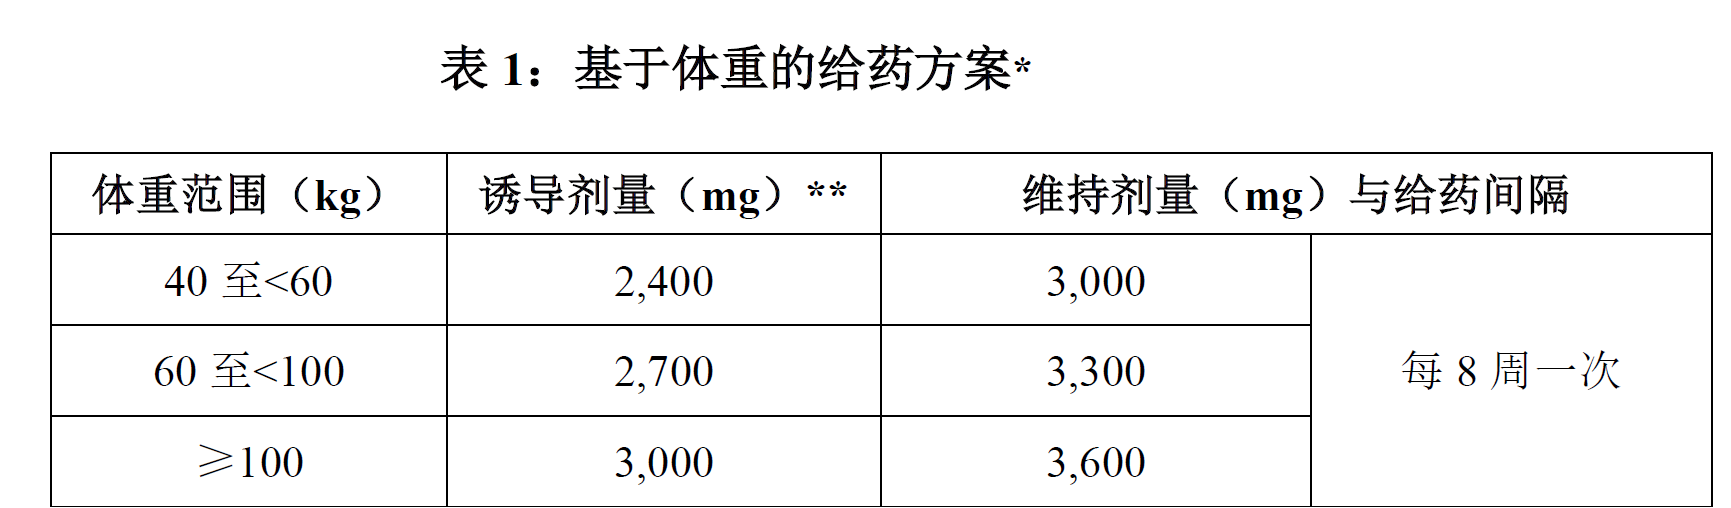 表 1：基于体重的给药方案*
体重范围（kg） 诱导剂量（mg）** 维持剂量（mg）与给药间隔
40 至<60 2,400 3,000
60 至<100 2,700 3,300 每 8 周一次
≥100 3,000 3,600